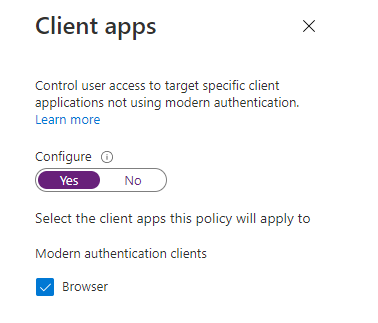 Client apps
Control user access to target specific client
applications not using modern authentication.
Learn more
Configure
Yes No
Select the client apps this policy will apply to
Modern authentication clients
Browser